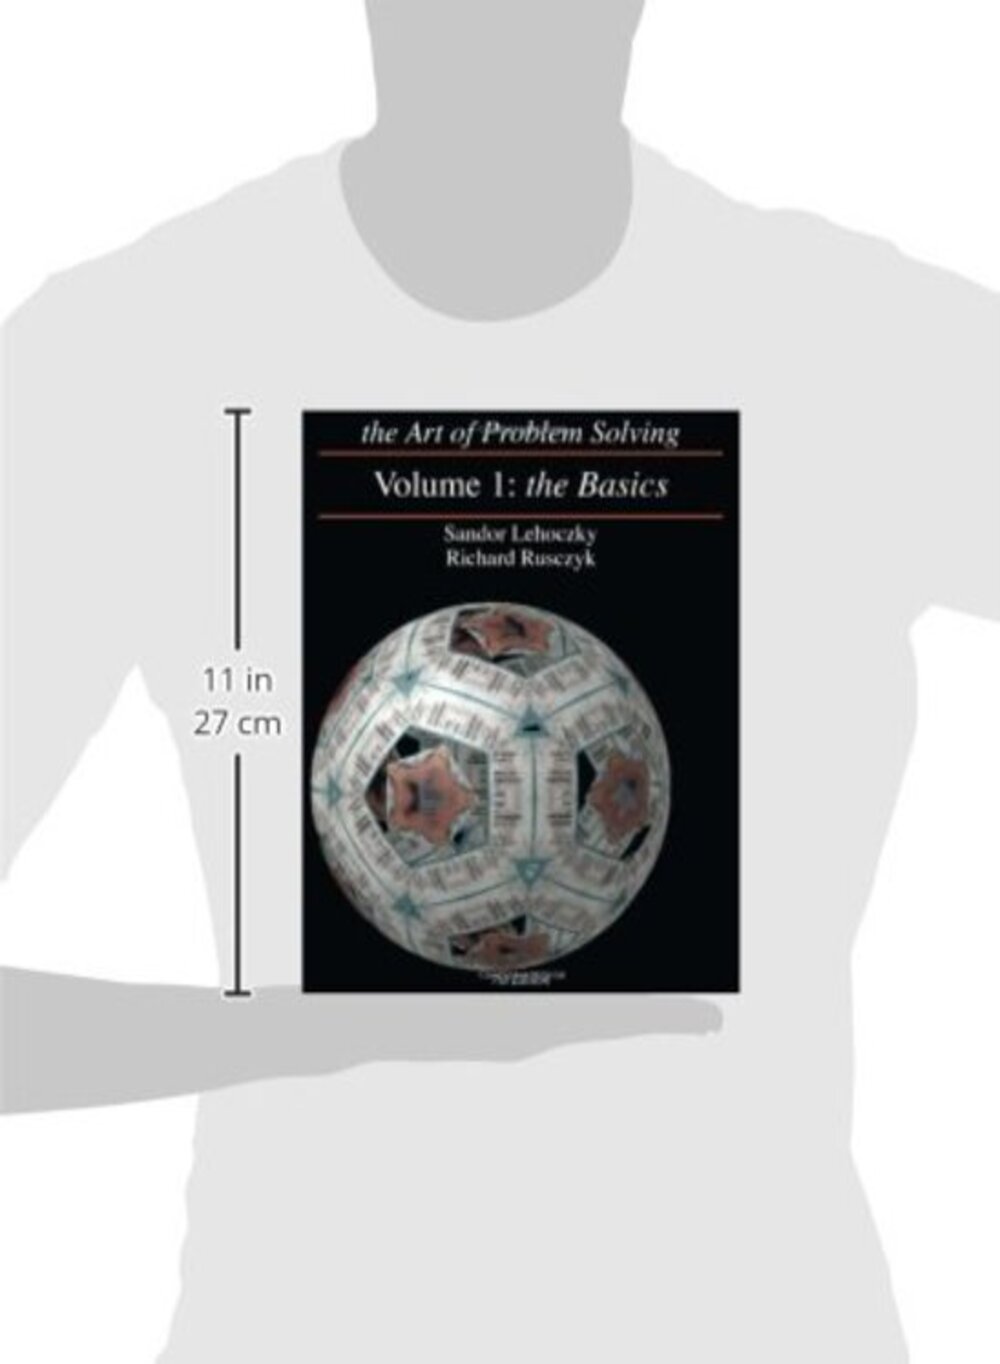 the Art of Problem Solving
Volume 1: the Basics
Sandor Lehoczky
Richard Rusczyk
11 in
27 cm